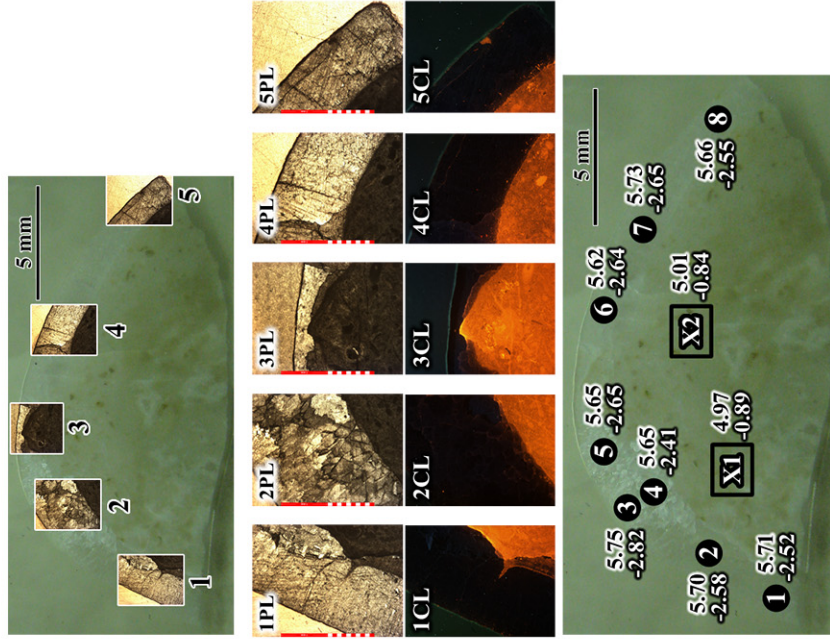 5 mm
1
2
3
4
5
1PL
2PL
3PL
4PL
5PL
1CL
2CL
3CL
4CL
5CL
5 mm
1
5.71
-2.52
2
5.70
-2.58
3
5.75
-2.82
4
5.65
-2.41
5
5.65
-2.65
6
5.62
-2.64
7
5.73
-2.65
8
5.66
-2.55
X1
4.97
-0.89
X2
5.01
-0.84